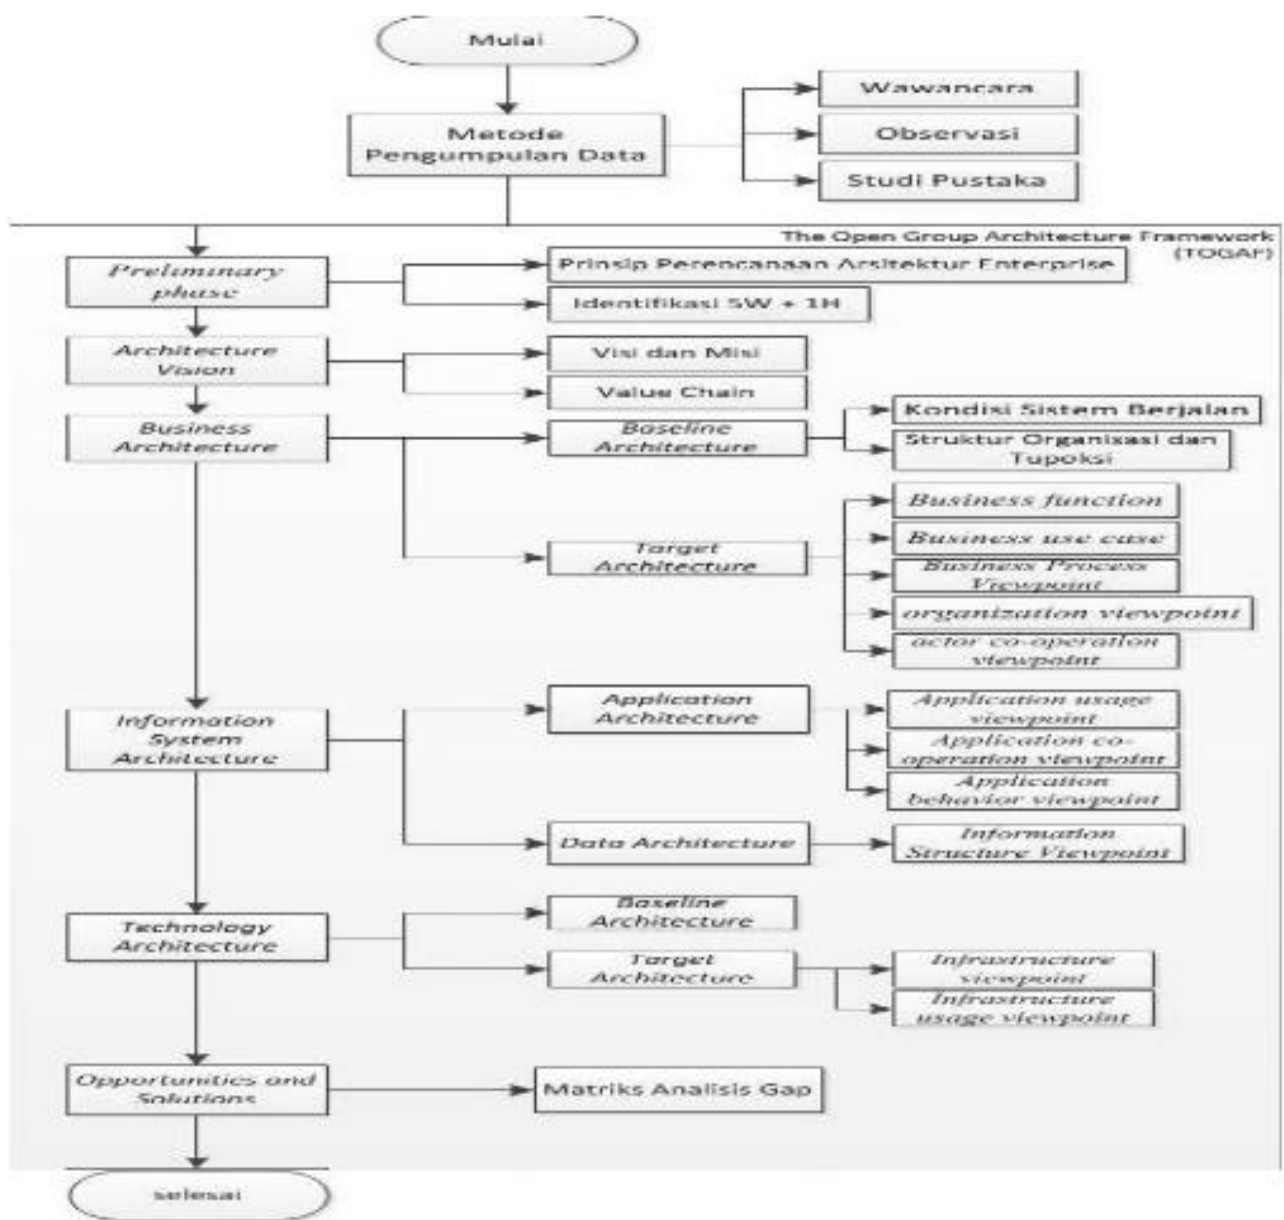 Mulai
Metode
Pengumpulan Data
Wawancara
Observasi
Studi Pustaka
The Open Group Architecture Framework
(TOGAF)
Preliminary
phase
Prinsip Perencanaan Arsitektur Enterprise
Identifikasi 5W + 1H
Architecture
Vision
Visi dan Misi
Value Chain
Business
Architecture
Baseline
Architecture
Kondisi Sistem Berjalan
Struktur Organisasi dan
Tupoksi
Target
Architecture
Business function
Business use case
Business Process
Viewpoint
organization viewpoint
actor co-operation
viewpoint
Information
System
Architecture
Application
Architecture
Application usage
viewpoint
Application co-
operation viewpoint
Application
behavior viewpoint
Data Architecture
Information
Structure Viewpoint
Technology
Architecture
Baseline
Architecture
Target
Architecture
Infrastructure
viewpoint
Infrastructure
usage viewpoint
Opportunities and
Solutions
Matriks Analisis Gap
selesai